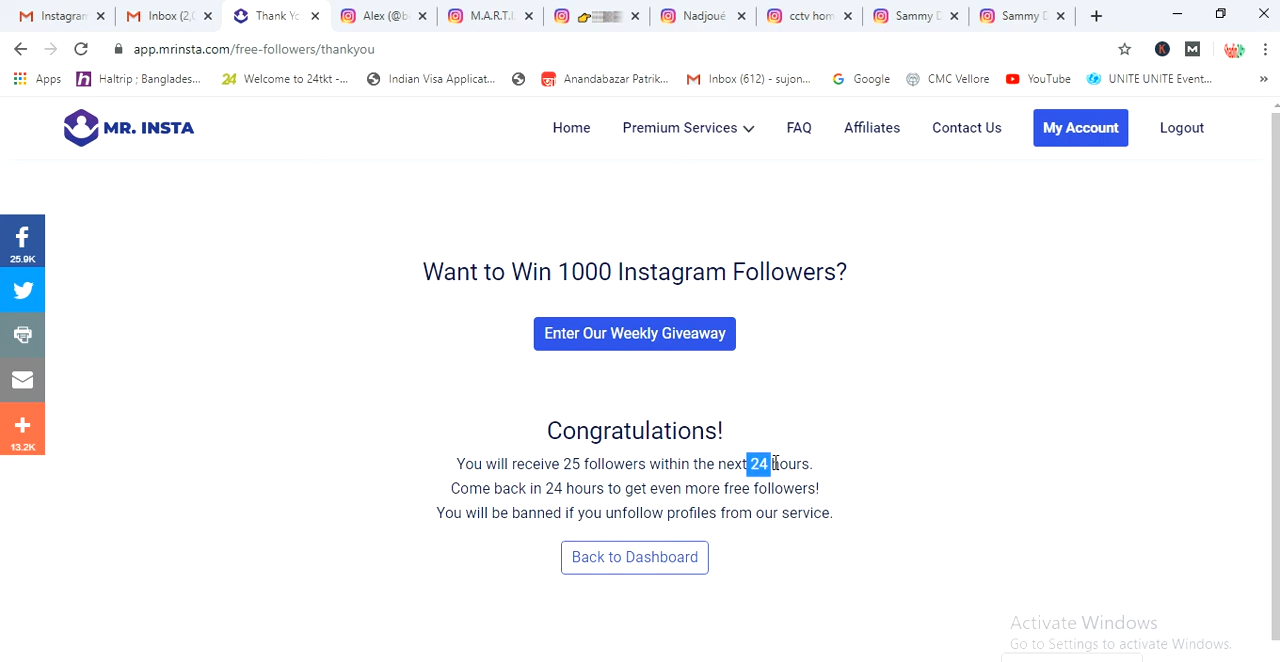 Instagram
Inbox (2,0
Thank Yo
Alex (@be
M.A.R.T.I.
Nadjoué
cctv hom
Sammy D
Sammy D
app.mrinsta.com/free-followers/thankyou
Apps
Haltrip ; Banglades...
Welcome to 24tkt -...
Indian Visa Applicat...
Anandabazar Patrik...
Inbox (612) - sujon...
Google
CMC Vellore
YouTube
UNITE UNITE Event...
»
MR. INSTA
Home
Premium Services
FAQ
Affiliates
Contact Us
My Account
Logout
25.9K
13.2K
Want to Win 1000 Instagram Followers?
Enter Our Weekly Giveaway
Congratulations!
You will receive 25 followers within the next 24 hours.
Come back in 24 hours to get even more free followers!
You will be banned if you unfollow profiles from our service.
Back to Dashboard
Activate Windows
Go to Settings to activate Windows.